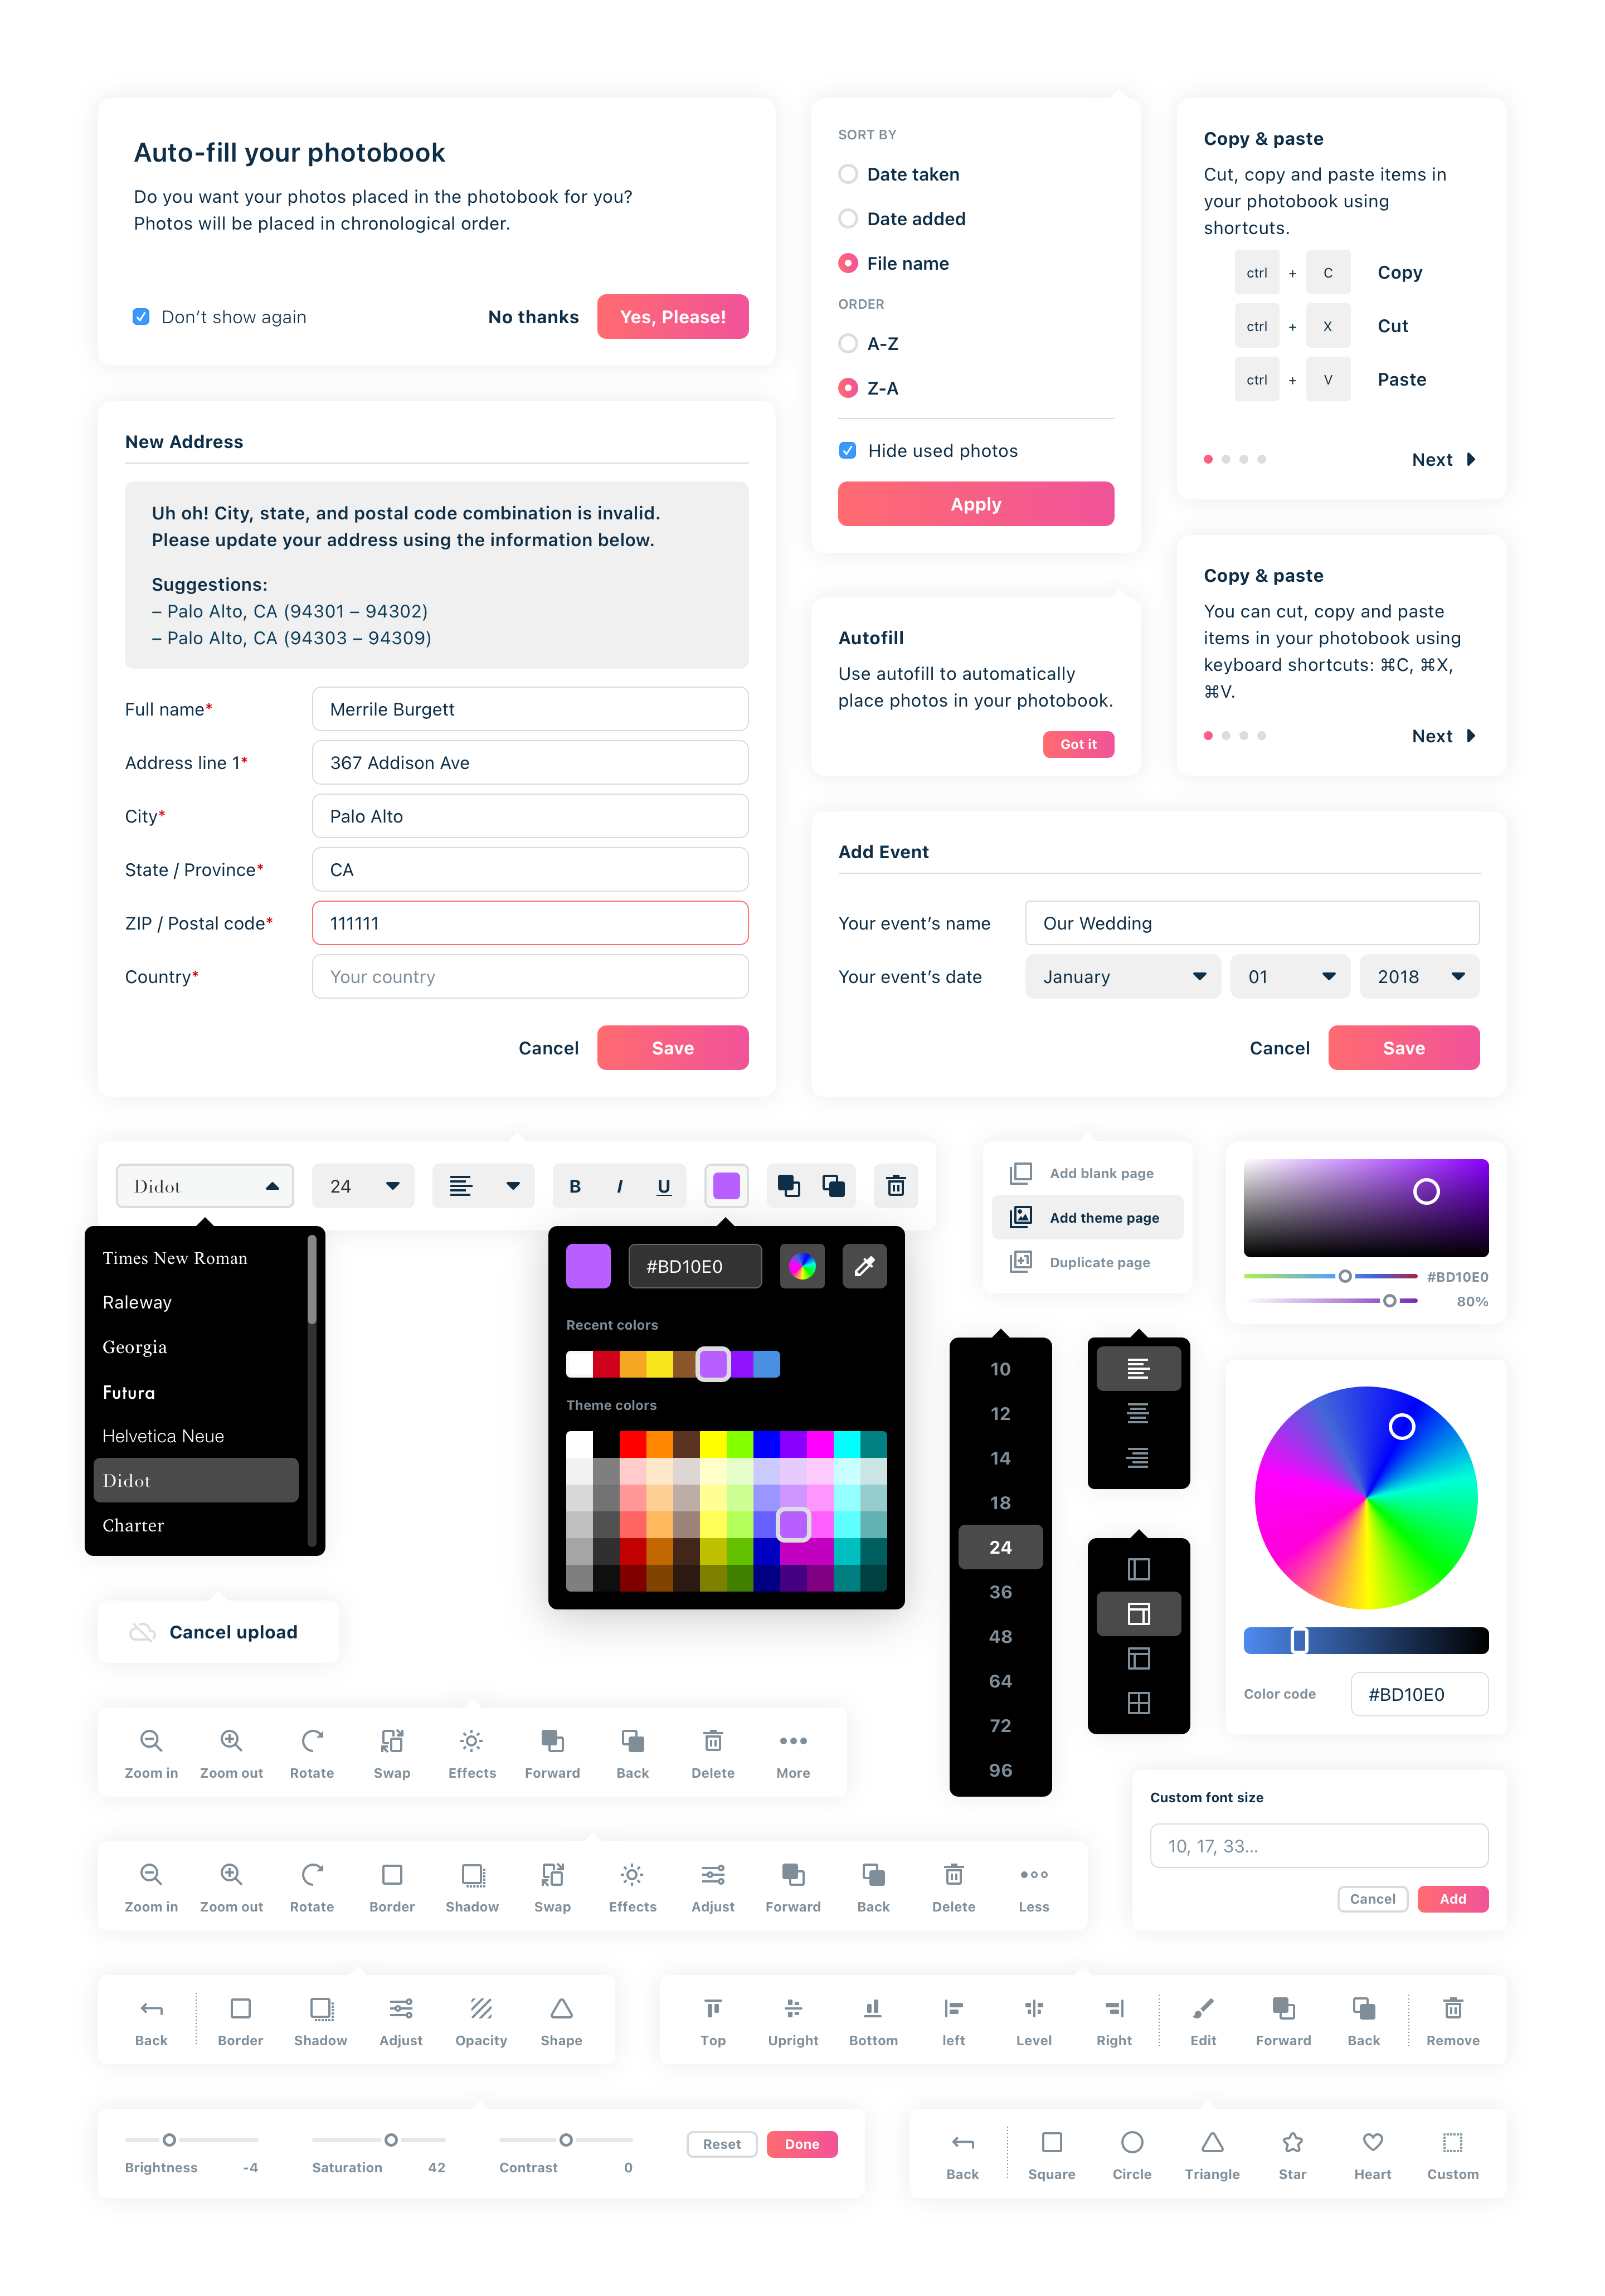 Auto-fill your photobook
Do you want your photos placed in the photobook for you?
Photos will be placed in chronological order.
Don’t show again
No thanks
Yes, Please!
SORT BY
Date taken
Date added
File name
ORDER
A-Z
Z-A
Hide used photos
Apply
Copy & paste
Cut, copy and paste items in
your photobook using
shortcuts.
ctrl + C Copy
ctrl + X Cut
ctrl + V Paste
Next
New Address
Uh oh! City, state, and postal code combination is invalid.
Please update your address using the information below.
Suggestions:
– Palo Alto, CA (94301 – 94302)
– Palo Alto, CA (94303 – 94309)
Full name* Merrile Burgett
Address line 1* 367 Addison Ave
City* Palo Alto
State / Province* CA
ZIP / Postal code* 111111
Country* Your country
Cancel
Save
Autofill
Use autofill to automatically
place photos in your photobook.
Got it
Copy & paste
You can cut, copy and paste
items in your photobook using
keyboard shortcuts: ⌘C, ⌘X,
⌘V.
Next
Add Event
Your event’s name Our Wedding
Your event’s date January 01 2018
Cancel
Save
Didot 24 B I U
Times New Roman
Raleway
Georgia
Futura
Helvetica Neue
Didot
Charter
#BD10E0
Recent colors
Theme colors
Add blank page
Add theme page
Duplicate page
#BD10E0
80%
10
12
14
18
24
36
48
64
72
96
Color code #BD10E0
Cancel upload
Zoom in Zoom out Rotate Swap Effects Forward Back Delete More
Custom font size
10, 17, 33...
Cancel
Add
Zoom in Zoom out Rotate Border Shadow Swap Effects Adjust Forward Back Delete Less
Back Border Shadow Adjust Opacity Shape
Top Upright Bottom left Level Right Edit Forward Back Remove
Brightness -4 Saturation 42 Contrast 0
Reset
Done
Back Square Circle Triangle Star Heart Custom